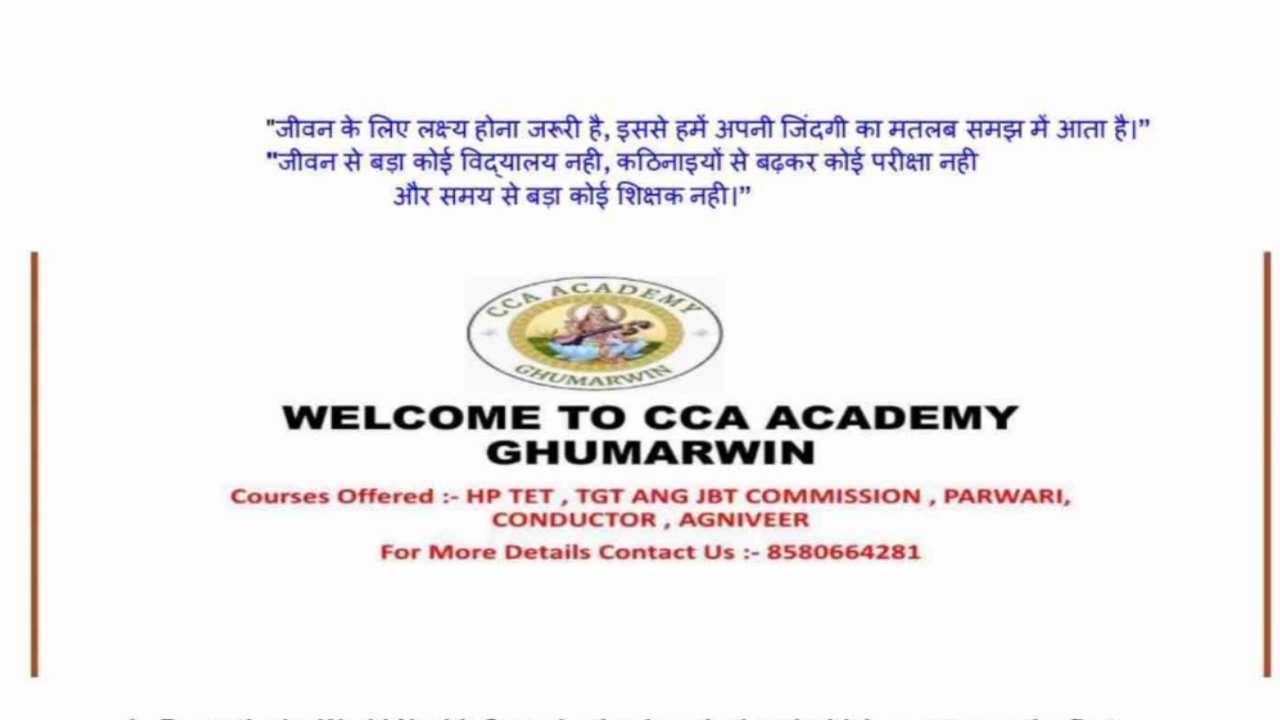 "जीवन के लिए लक्ष्य होना जरूरी है, इससे हमें अपनी जिंदगी का मतलब समझ में आता है।”
"जीवन से बड़ा कोई विद्यालय नही, कठिनाइयों से बढ़कर कोई परीक्षा नही
और समय से बड़ा कोई शिक्षक नही।”
CCA ACADEMY
GHUMARWIN
WELCOME TO CCA ACADEMY
GHUMARWIN
Courses Offered :- HP TET , TGT ANG JBT COMMISSION , PARWARI,
CONDUCTOR , AGNIVEER
For More Details Contact Us :- 8580664281